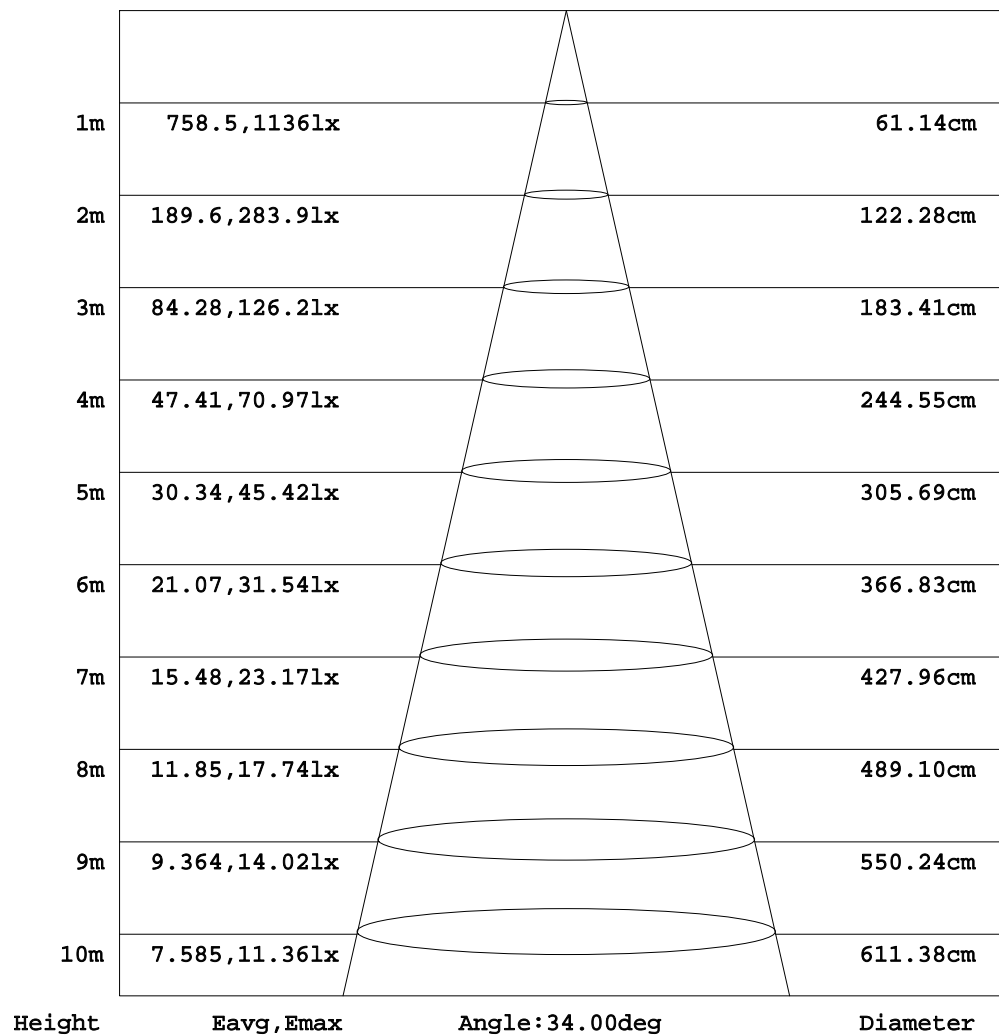 1m 758.5,1136lx 61.14cm
2m 189.6,283.9lx 122.28cm
3m 84.28,126.2lx 183.41cm
4m 47.41,70.97lx 244.55cm
5m 30.34,45.42lx 305.69cm
6m 21.07,31.54lx 366.83cm
7m 15.48,23.17lx 427.96cm
8m 11.85,17.74lx 489.10cm
9m 9.364,14.02lx 550.24cm
10m 7.585,11.36lx 611.38cm
Height Eavg,Emax Angle:34.00deg Diameter